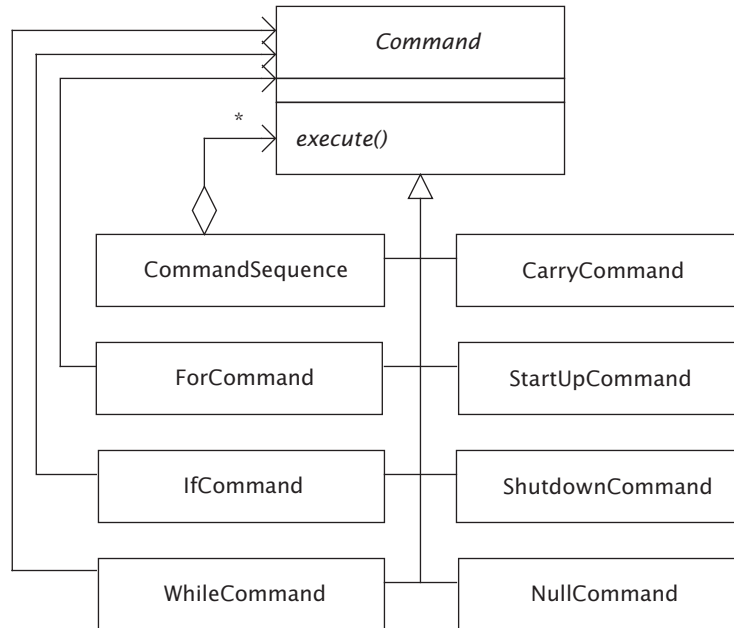 Command
*
execute()
CommandSequence
CarryCommand
ForCommand
StartUpCommand
IfCommand
ShutdownCommand
WhileCommand
NullCommand